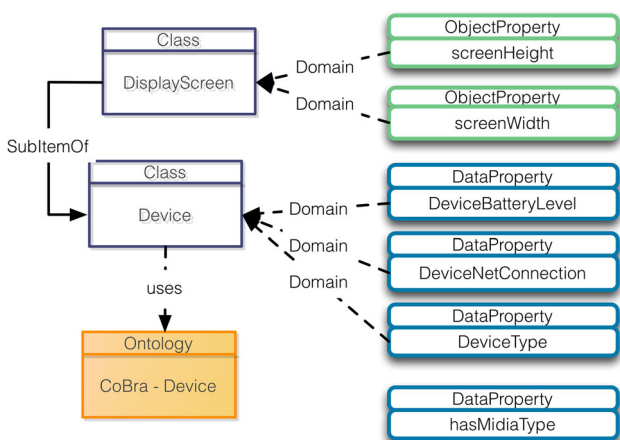 Class
DisplayScreen
SubItemOf
Class
Device
uses
Ontology
CoBra - Device
Domain
Domain
Domain
Domain
Domain
ObjectProperty
screenHeight
ObjectProperty
screenWidth
DataProperty
DeviceBatteryLevel
DataProperty
DeviceNetConnection
DataProperty
DeviceType
DataProperty
hasMidiaType